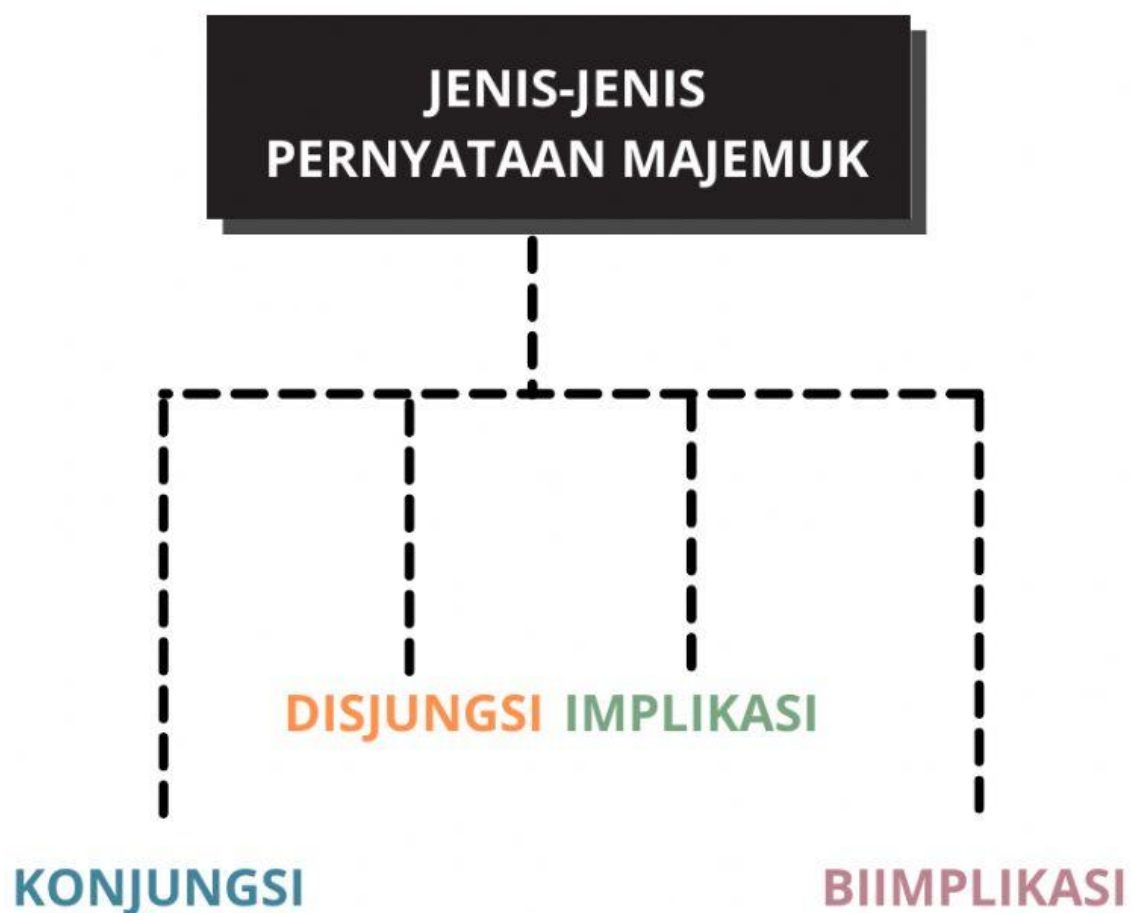 JENIS-JENIS
PERNYATAAN MAJEMUK
DISJUNGSI IMPLIKASI
KONJUNGSI
BIIMPLIKASI